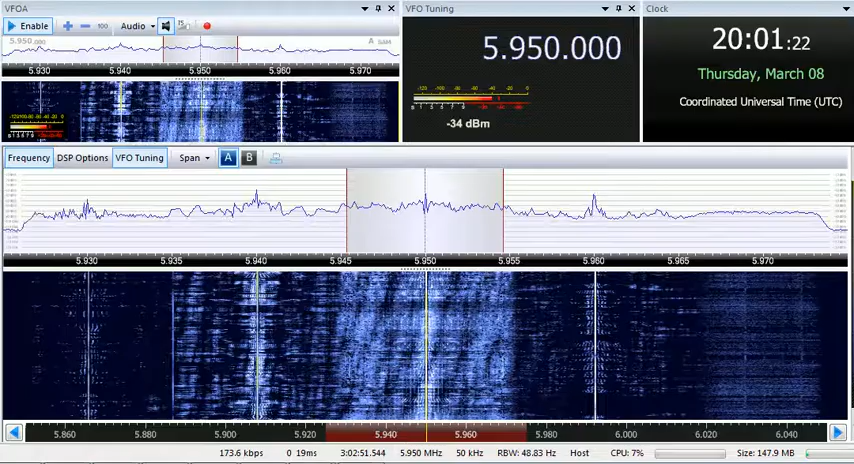 VFOA
Enable
100
Audio
5.950.000
A
5.930 5.940 5.950 5.960 5.970
VFO Tuning
5.950.000
-34 dBm
Clock
20:01:22
Thursday, March 08
Coordinated Universal Time (UTC)
Frequency DSP Options VFO Tuning Span A B
5.930 5.935 5.940 5.945 5.950 5.955 5.960 5.965 5.970
5.860 5.880 5.900 5.920 5.940 5.960 5.980 6.000 6.020 6.040
173.6 kbps 0 19ms 3:02:51.544 5.950 MHz 50 kHz RBW: 48.83 Hz Host CPU: 7% Size: 147.9 MB